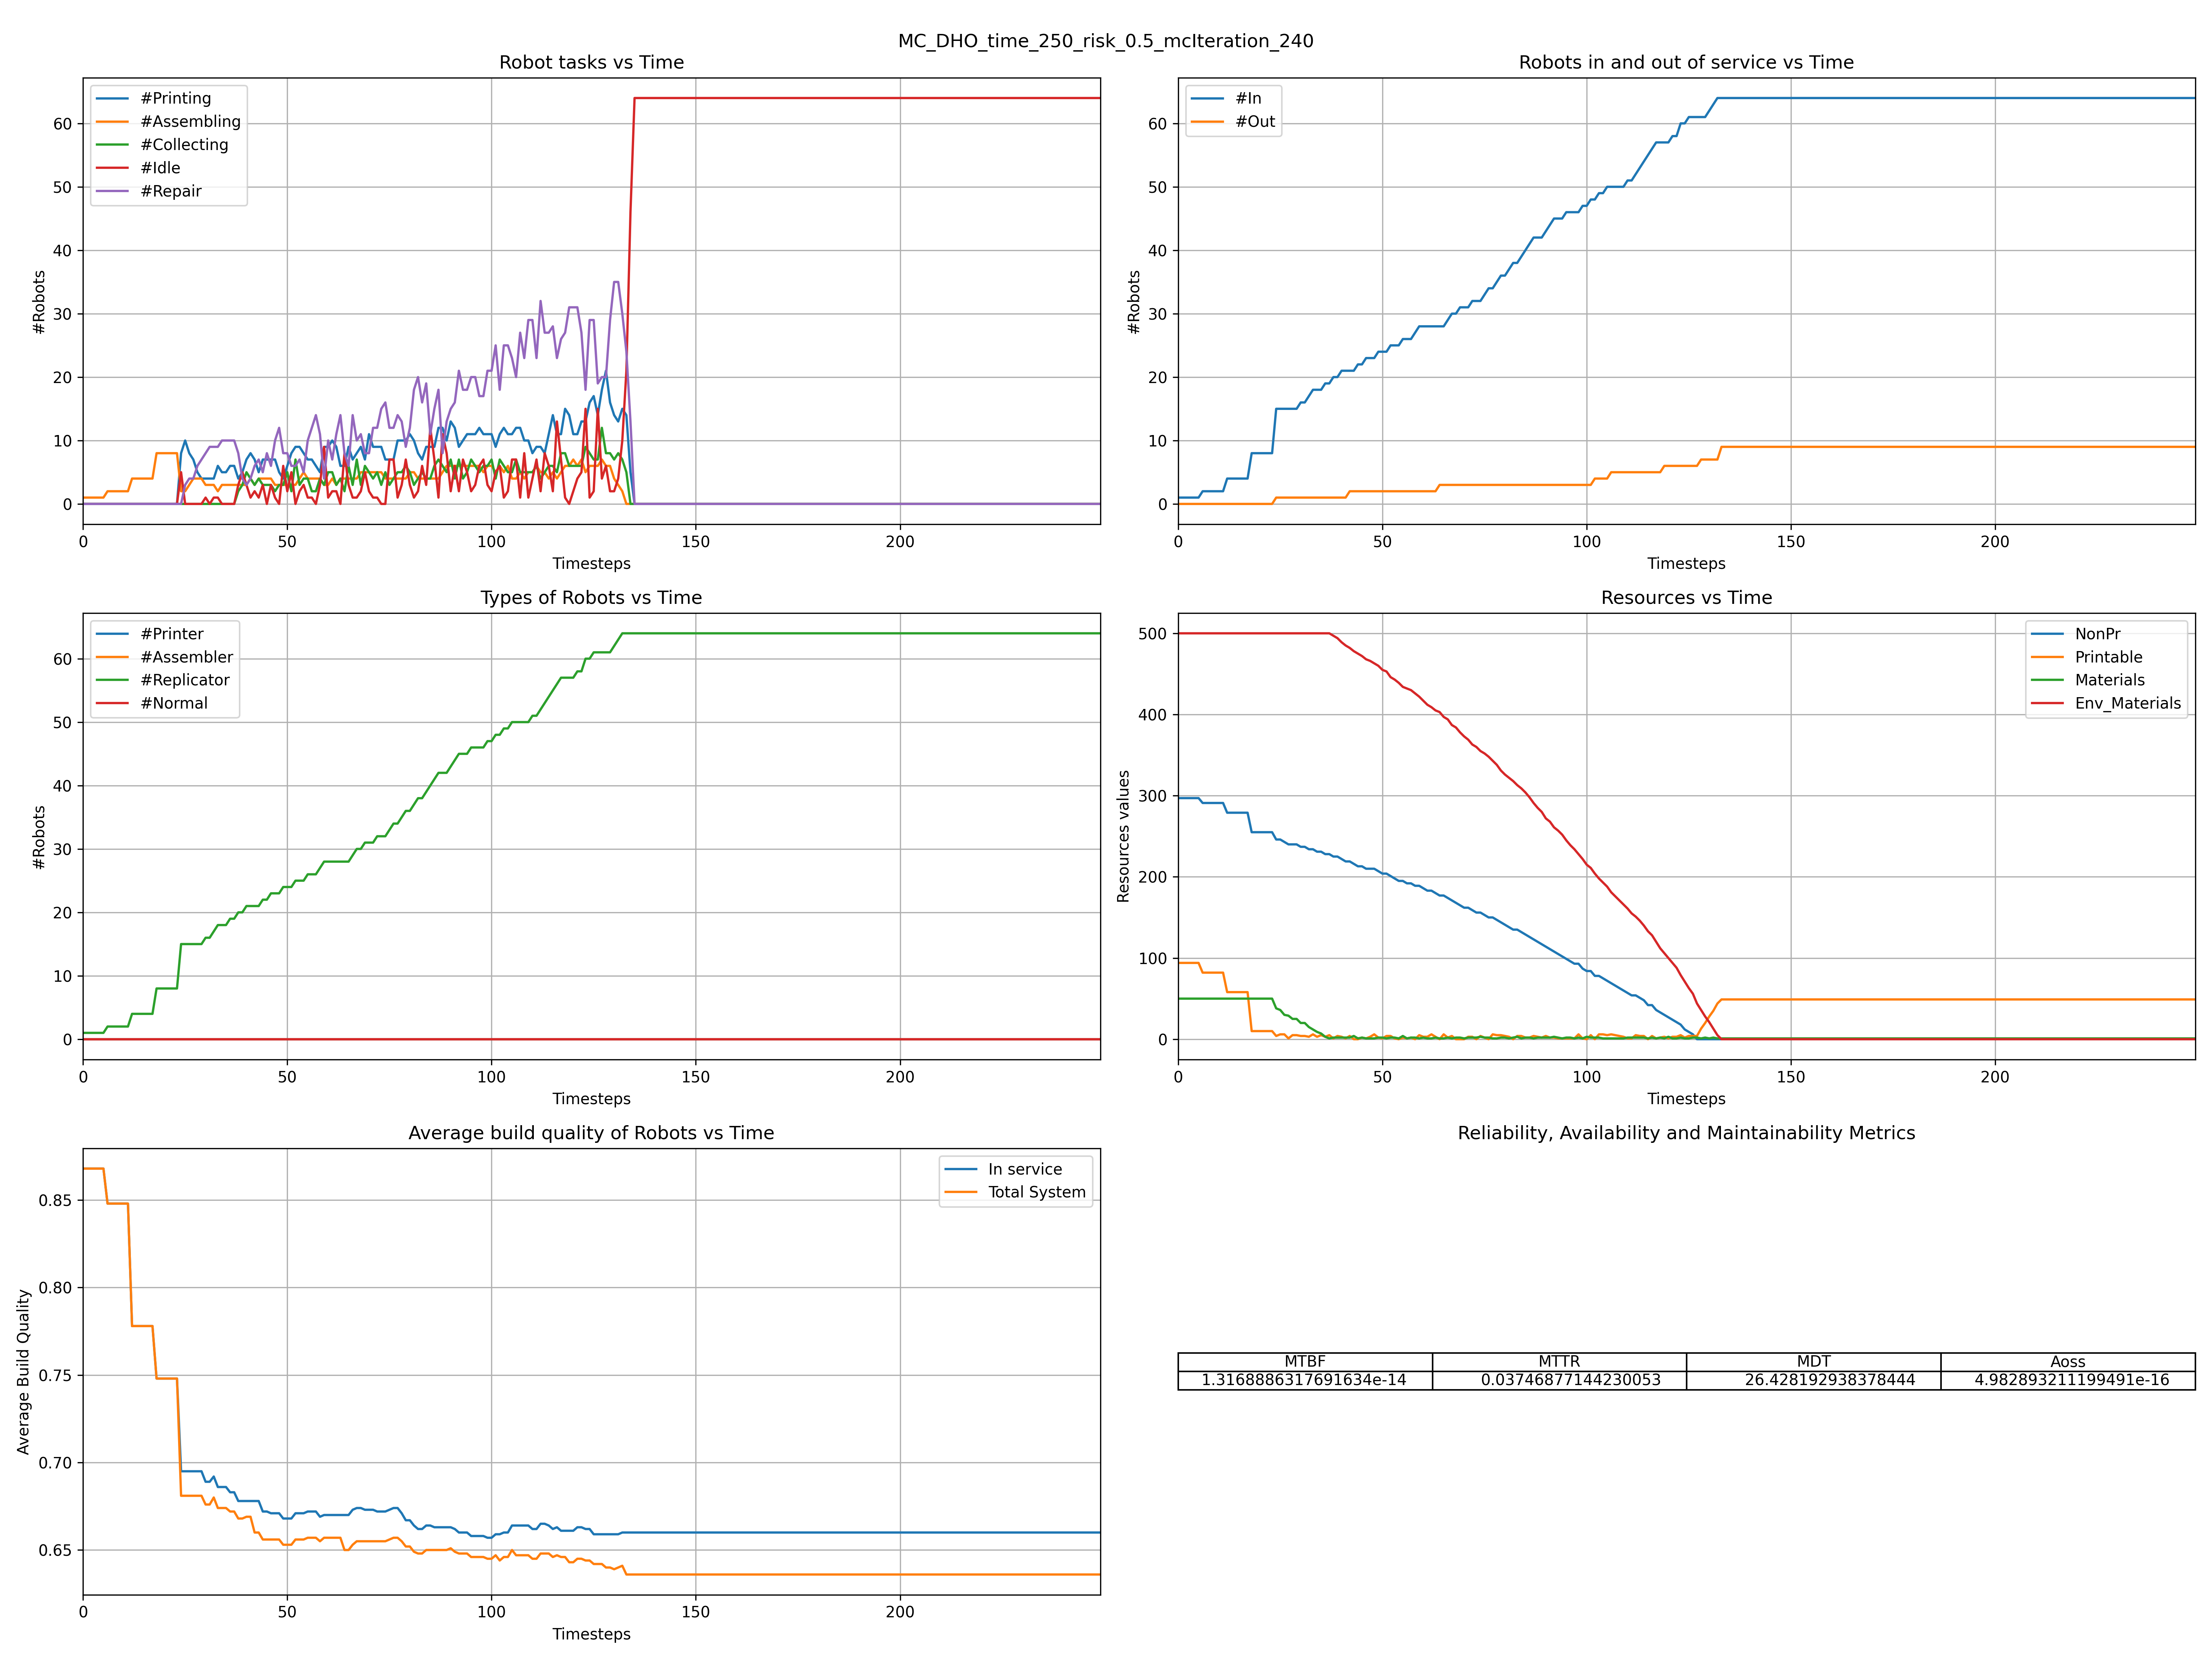 MC_DHO_time_250_risk_0.5_mcIteration_240
Robot tasks vs Time
#Printing
#Assembling
#Collecting
#Idle
#Repair
60
50
40
30
20
10
0
#Robots
0 50 100 150 200
Timesteps
Robots in and out of service vs Time
#In
#Out
60
50
40
30
20
10
0
#Robots
0 50 100 150 200
Timesteps
Types of Robots vs Time
#Printer
#Assembler
#Replicator
#Normal
60
50
40
30
20
10
0
#Robots
0 50 100 150 200
Timesteps
Resources vs Time
NonPr
Printable
Materials
Env_Materials
500
400
300
200
100
0
Resources values
0 50 100 150 200
Timesteps
Average build quality of Robots vs Time
In service
Total System
0.85
0.80
0.75
0.70
0.65
Average Build Quality
0 50 100 150 200
Timesteps
Reliability, Availability and Maintainability Metrics
MTBF MTTR MDT Aoss
1.3168886317691634e-14 0.03746877144230053 26.428192938378444 4.982893211199491e-16